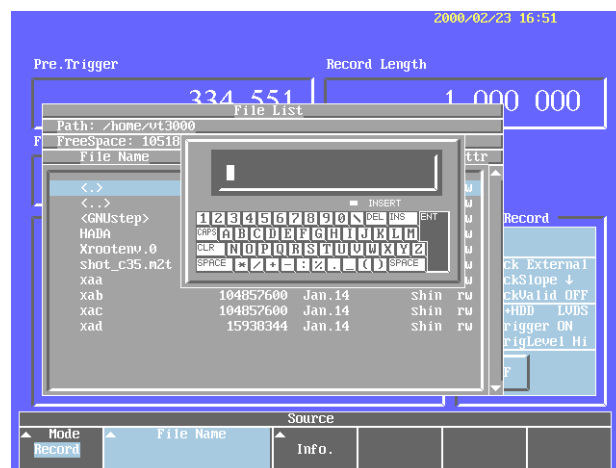 2000/02/23 16:51
Pre.Trigger Record Length
334 551 1 000 000
File List
Path: /home/vt3000
FreeSpace: 10518
File Name ttr
<.> w
<..> w
<GNUstep> w Record
HADA w
Xrootenv.0 w
shot_c35.m2t w ck External
xaa w ckSlope ↓
xab 104857600 Jan.14 shin rw ckValid OFF
xac 104857600 Jan.14 shin rw +HDD LVDS
xad 15938344 Jan.14 shin rw rigger ON
rigLevel Hi
F
INSERT
1 2 3 4 5 6 7 8 9 0 \ DEL INS ENT
CAPS A B C D E F G H I J K L M
CLR N O P Q R S T U V W X Y Z
SPACE * / + - : % . _ ( ) SPACE
Source
Mode File Name
Record Info.